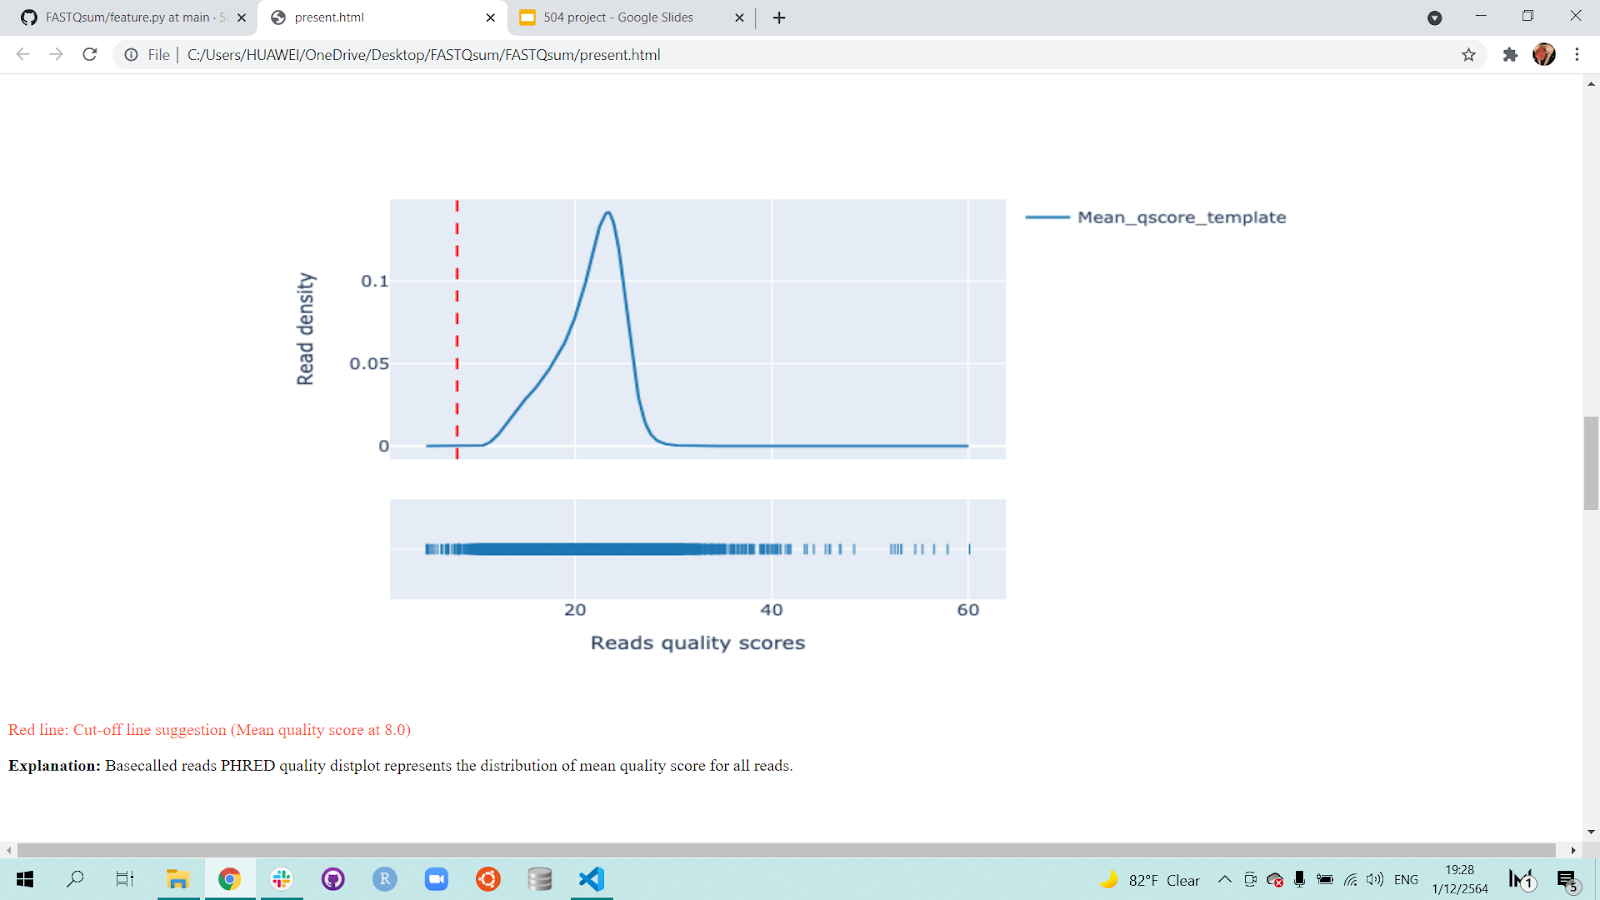 FASTQsum/feature.py at main · 5
present.html
504 project - Google Slides
File | C:/Users/HUAWEI/OneDrive/Desktop/FASTQsum/FASTQsum/present.html
Mean_qscore_template
Read density
0.1
0.05
0
20 40 60
Reads quality scores
Red line: Cut-off line suggestion (Mean quality score at 8.0)
Explanation: Basecalled reads PHRED quality distplot represents the distribution of mean quality score for all reads.
R
82°F Clear
ENG
19:28
1/12/2564
1
5